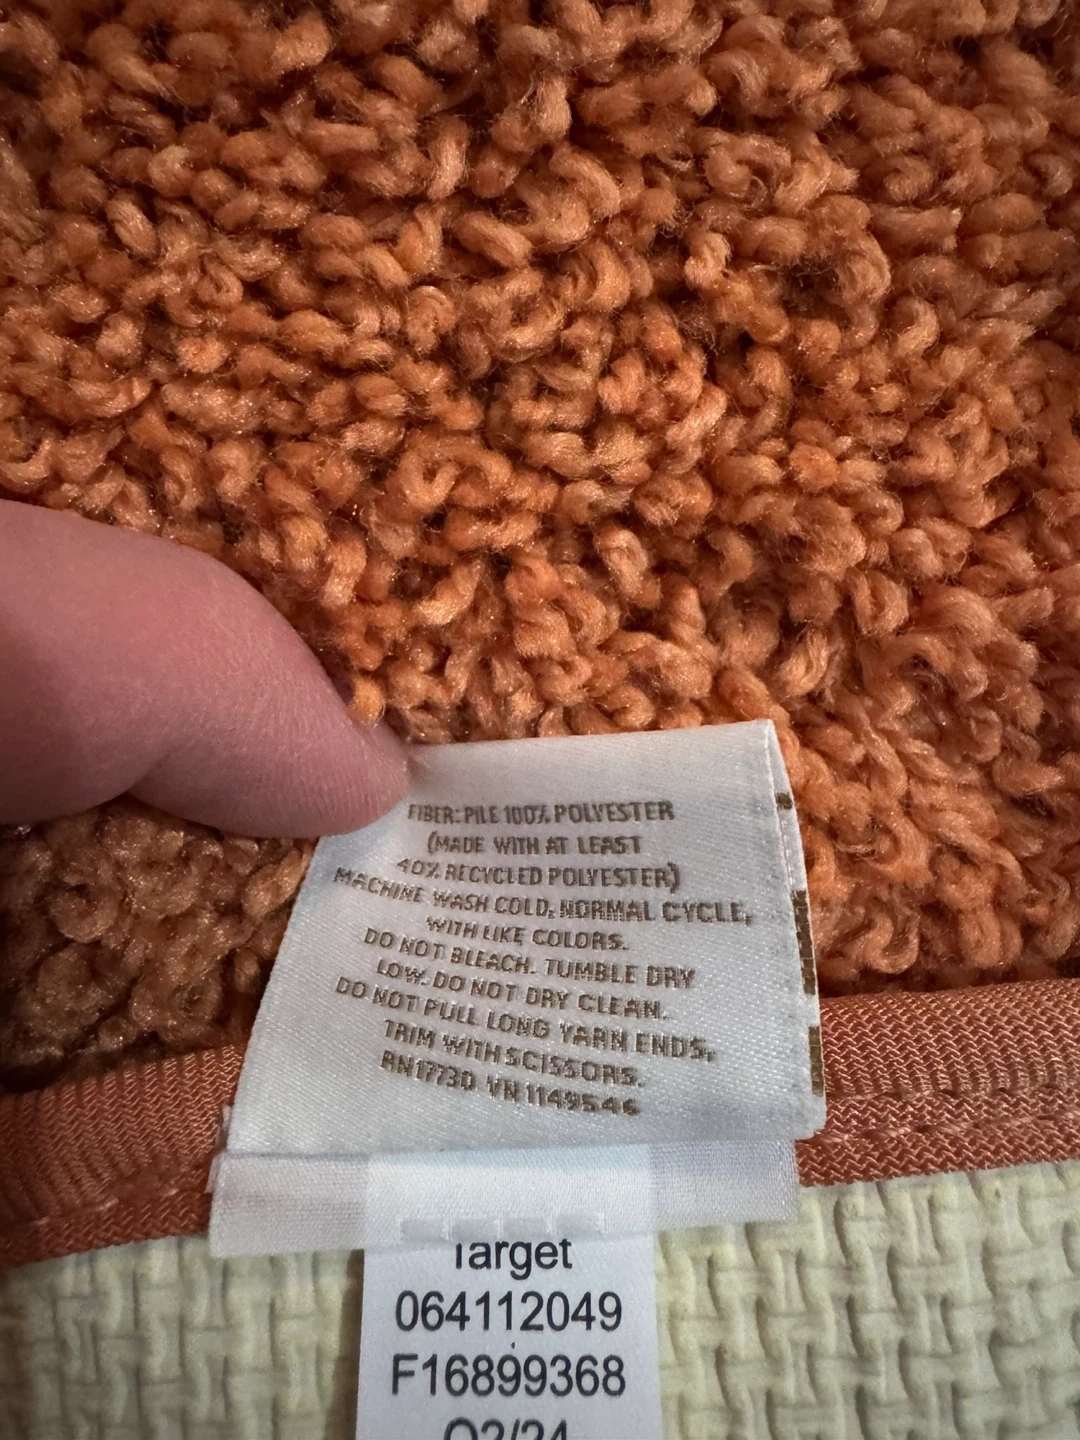 FIBER: PILE 100% POLYESTER
(MADE WITH AT LEAST
40% RECYCLED POLYESTER)
MACHINE WASH COLD, NORMAL CYCLE,
WITH LIKE COLORS.
DO NOT BLEACH. TUMBLE DRY
LOW. DO NOT DRY CLEAN.
DO NOT PULL LONG YARN ENDS,
TRIM WITH SCISSORS.
RN17730 VN 1149546
Target
064112049
F16899368